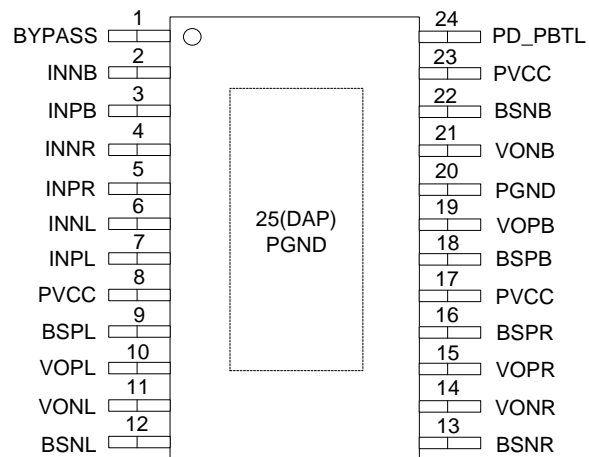 1
BYPASS
2
INNB
3
INPB
4
INNR
5
INPR
6
INNL
7
INPL
8
PVCC
9
BSPL
10
VOPL
11
VONL
12
BSNL
25(DAP)
PGND
24
PD_PBTL
23
PVCC
22
BSNB
21
VONB
20
PGND
19
VOPB
18
BSPB
17
PVCC
16
BSPR
15
VOPR
14
VONR
13
BSNR